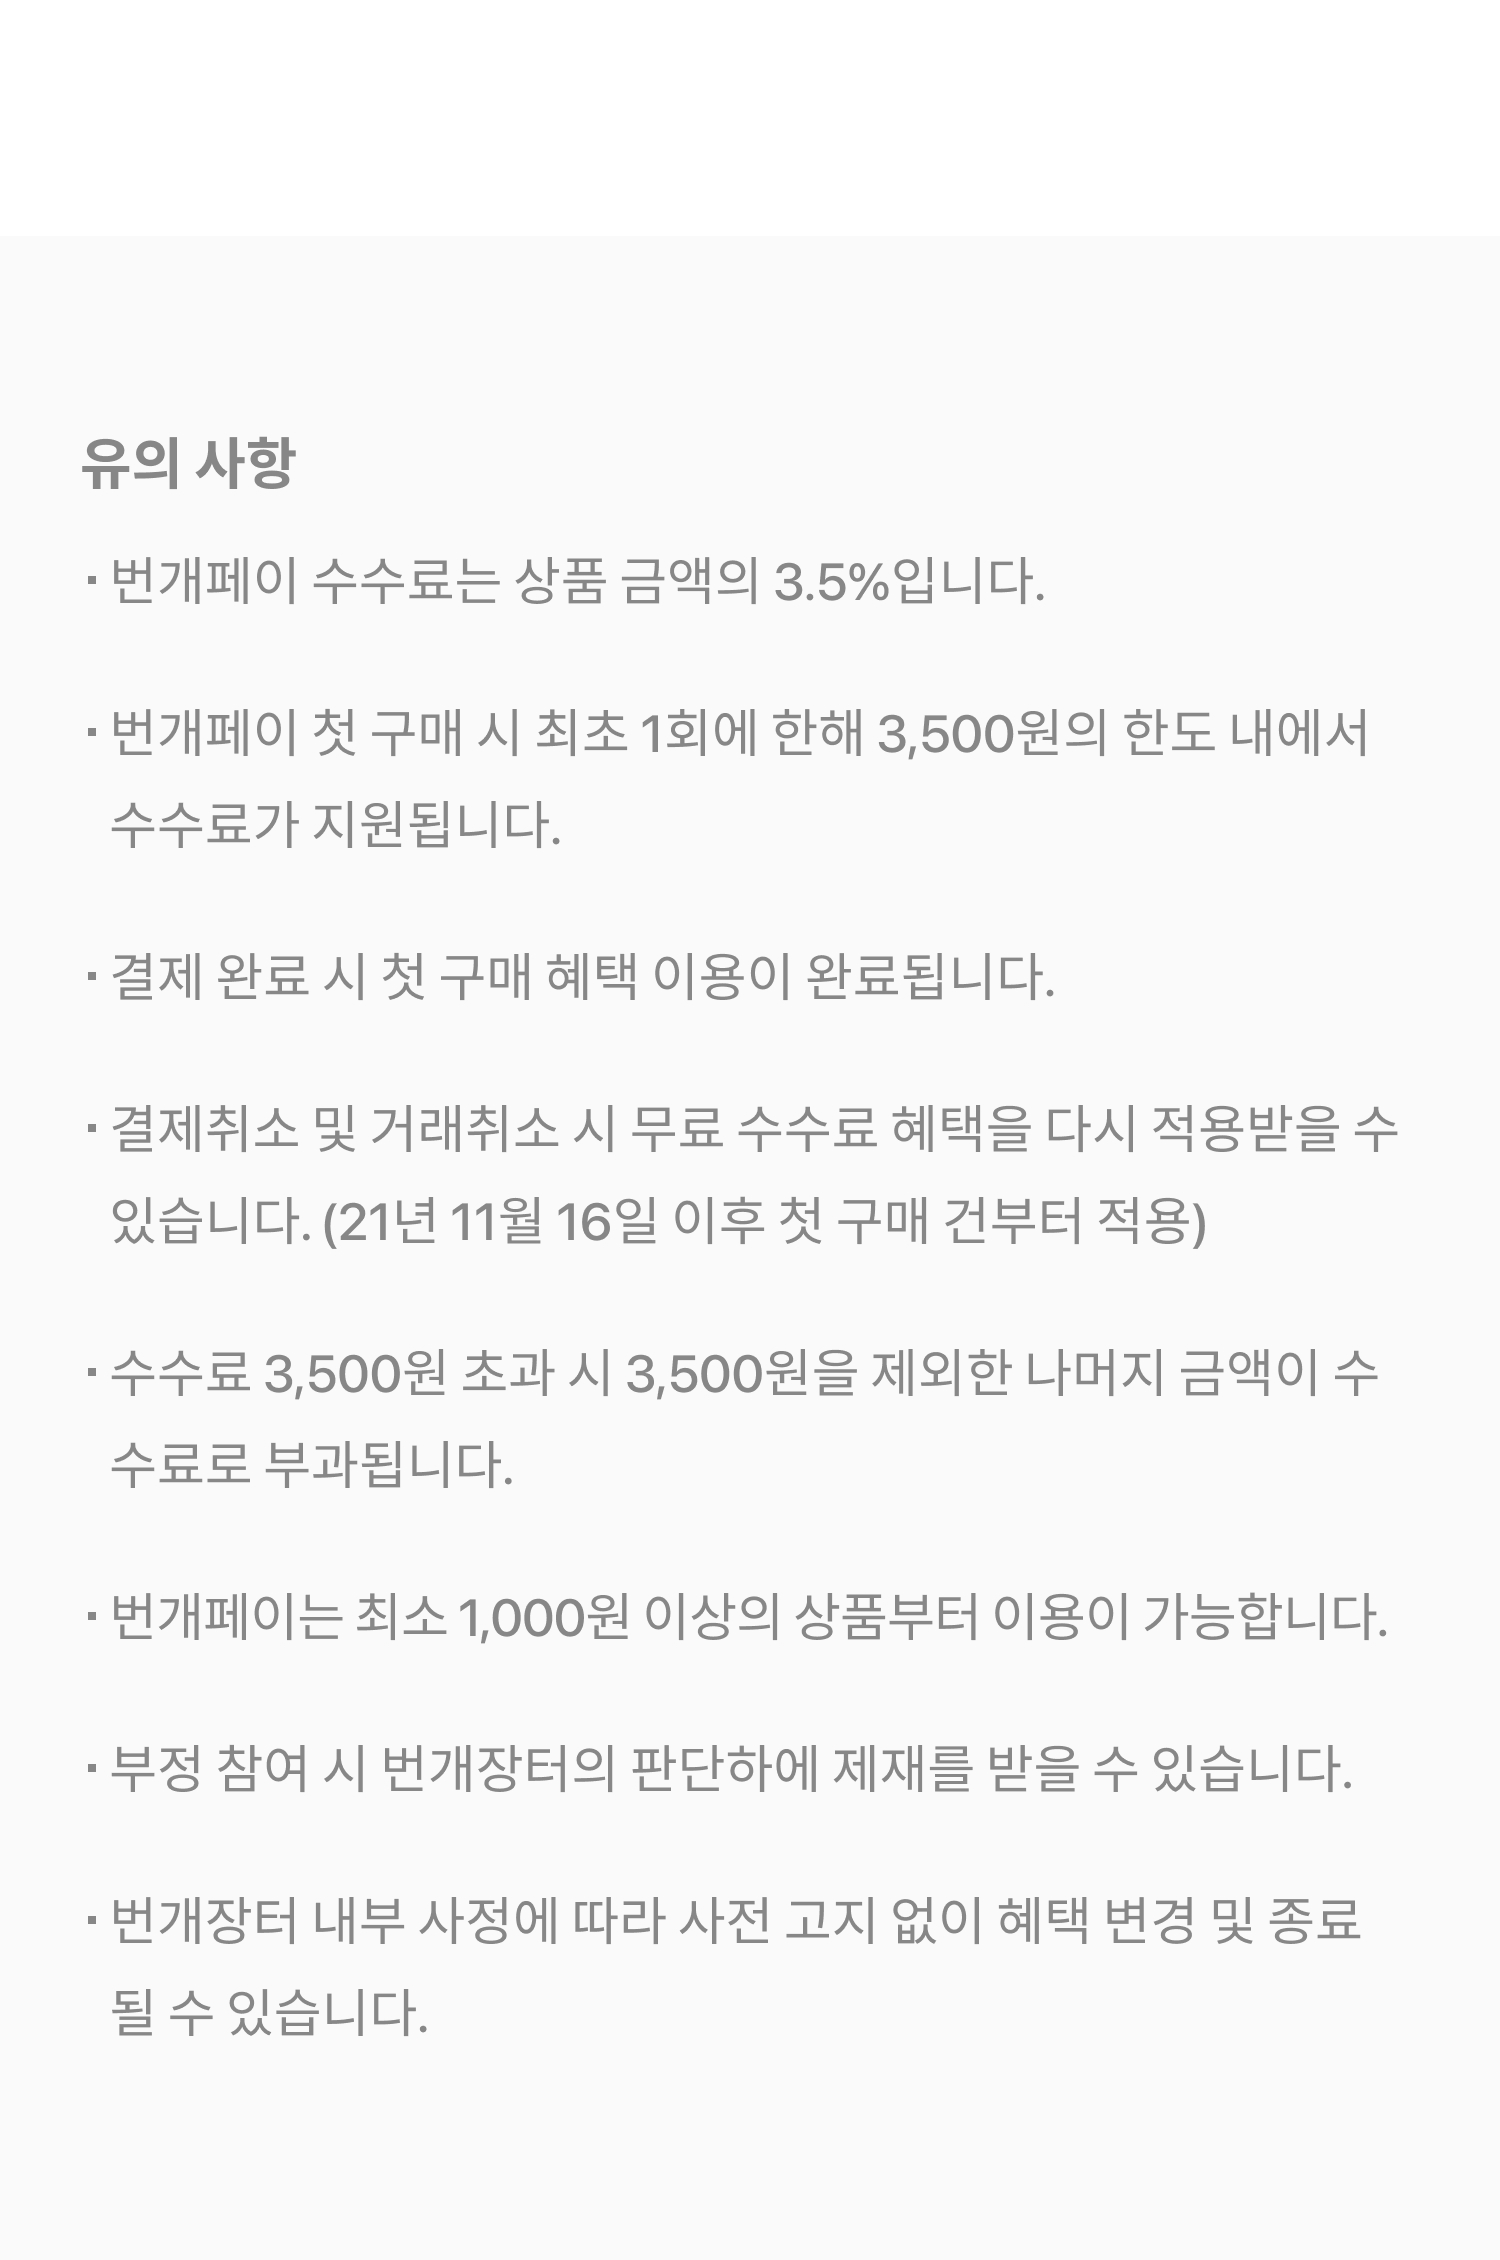 유의 사항
· 번개페이 수수료는 상품 금액의 3.5%입니다.
· 번개페이 첫 구매 시 최초 1회에 한해 3,500원의 한도 내에서
수수료가 지원됩니다.
· 결제 완료 시 첫 구매 혜택 이용이 완료됩니다.
· 결제취소 및 거래취소 시 무료 수수료 혜택을 다시 적용받을 수
있습니다. (21년 11월 16일 이후 첫 구매 건부터 적용)
· 수수료 3,500원 초과 시 3,500원을 제외한 나머지 금액이 수
수료로 부과됩니다.
· 번개페이는 최소 1,000원 이상의 상품부터 이용이 가능합니다.
· 부정 참여 시 번개장터의 판단하에 제재를 받을 수 있습니다.
· 번개장터 내부 사정에 따라 사전 고지 없이 혜택 변경 및 종료
될 수 있습니다.